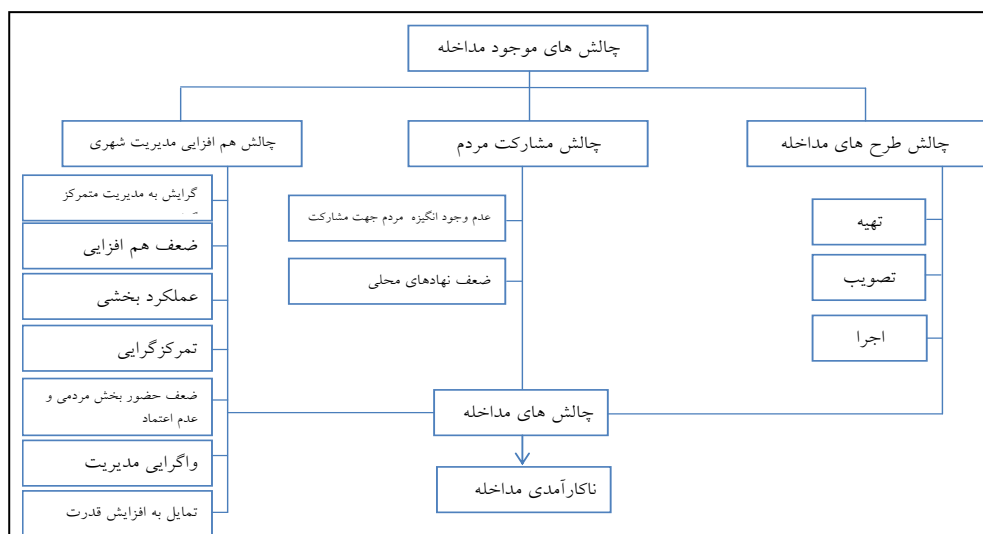 چالش های موجود مداخله
چالش طرح های مداخله
چالش مشارکت مردم
چالش هم افزایی مدیریت شهری
تهیه
تصویب
اجرا
عدم وجود انگیزه مردم جهت مشارکت
ضعف نهادهای محلی
گرایش به مدیریت متمرکز
ضعف هم افزایی
عملکرد بخشی
تمرکزگرایی
ضعف حضور بخش مردمی و
عدم اعتماد
واگرایی مدیریت
تمایل به افزایش قدرت
چالش های مداخله
ناکارآمدی مداخله